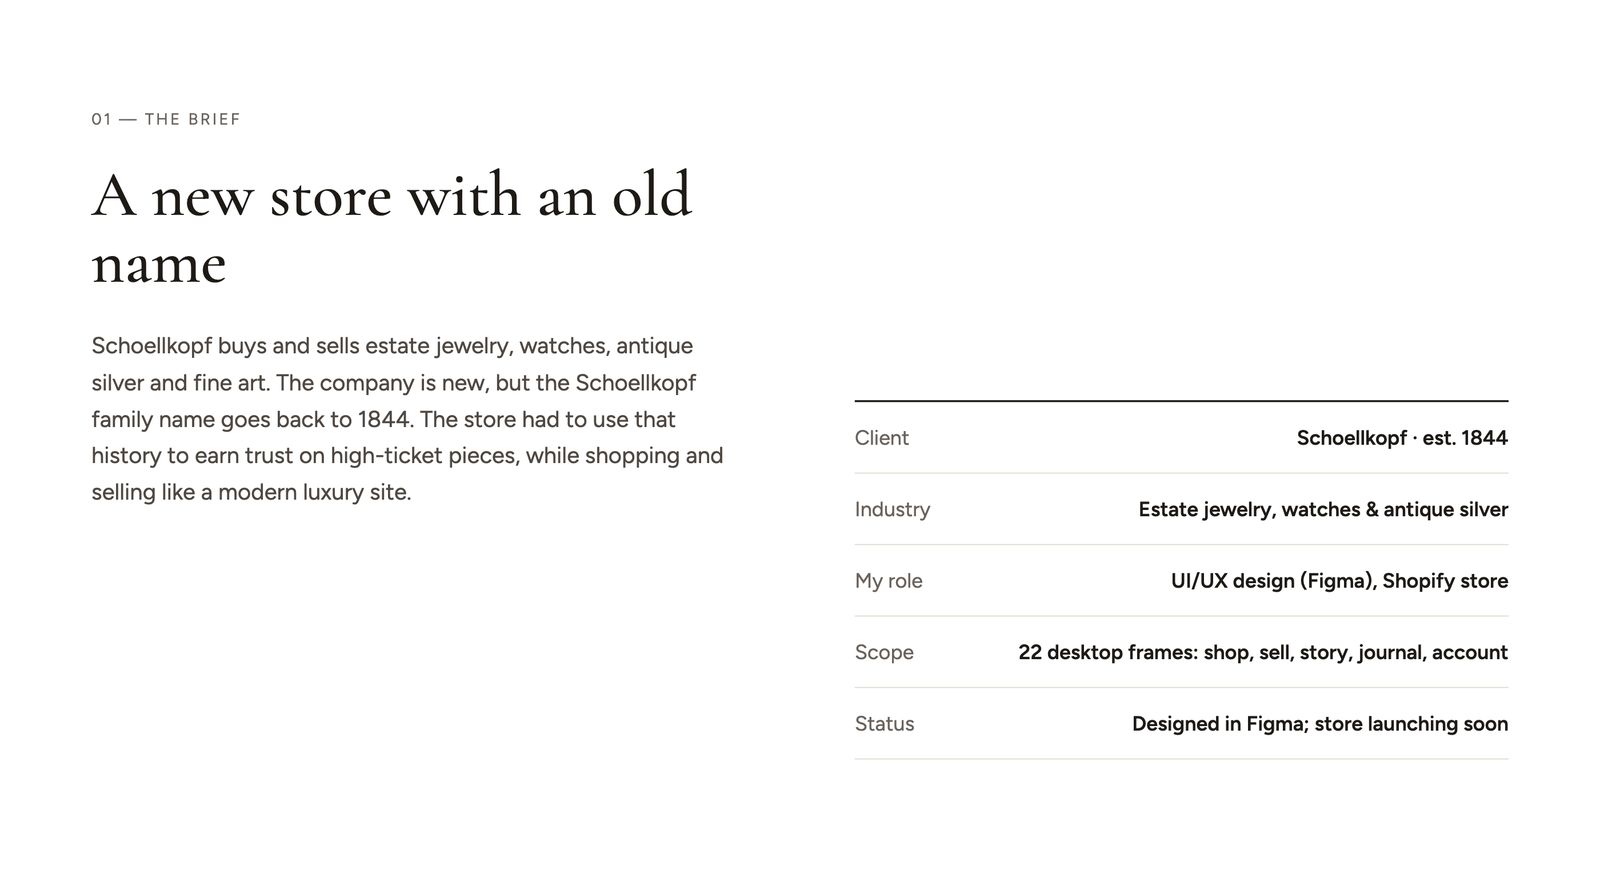 01 — THE BRIEF
A new store with an old
name
Schoellkopf buys and sells estate jewelry, watches, antique
silver and fine art. The company is new, but the Schoellkopf
family name goes back to 1844. The store had to use that
history to earn trust on high-ticket pieces, while shopping and
selling like a modern luxury site.
Client Schoellkopf · est. 1844
Industry Estate jewelry, watches & antique silver
My role UI/UX design (Figma), Shopify store
Scope 22 desktop frames: shop, sell, story, journal, account
Status Designed in Figma; store launching soon